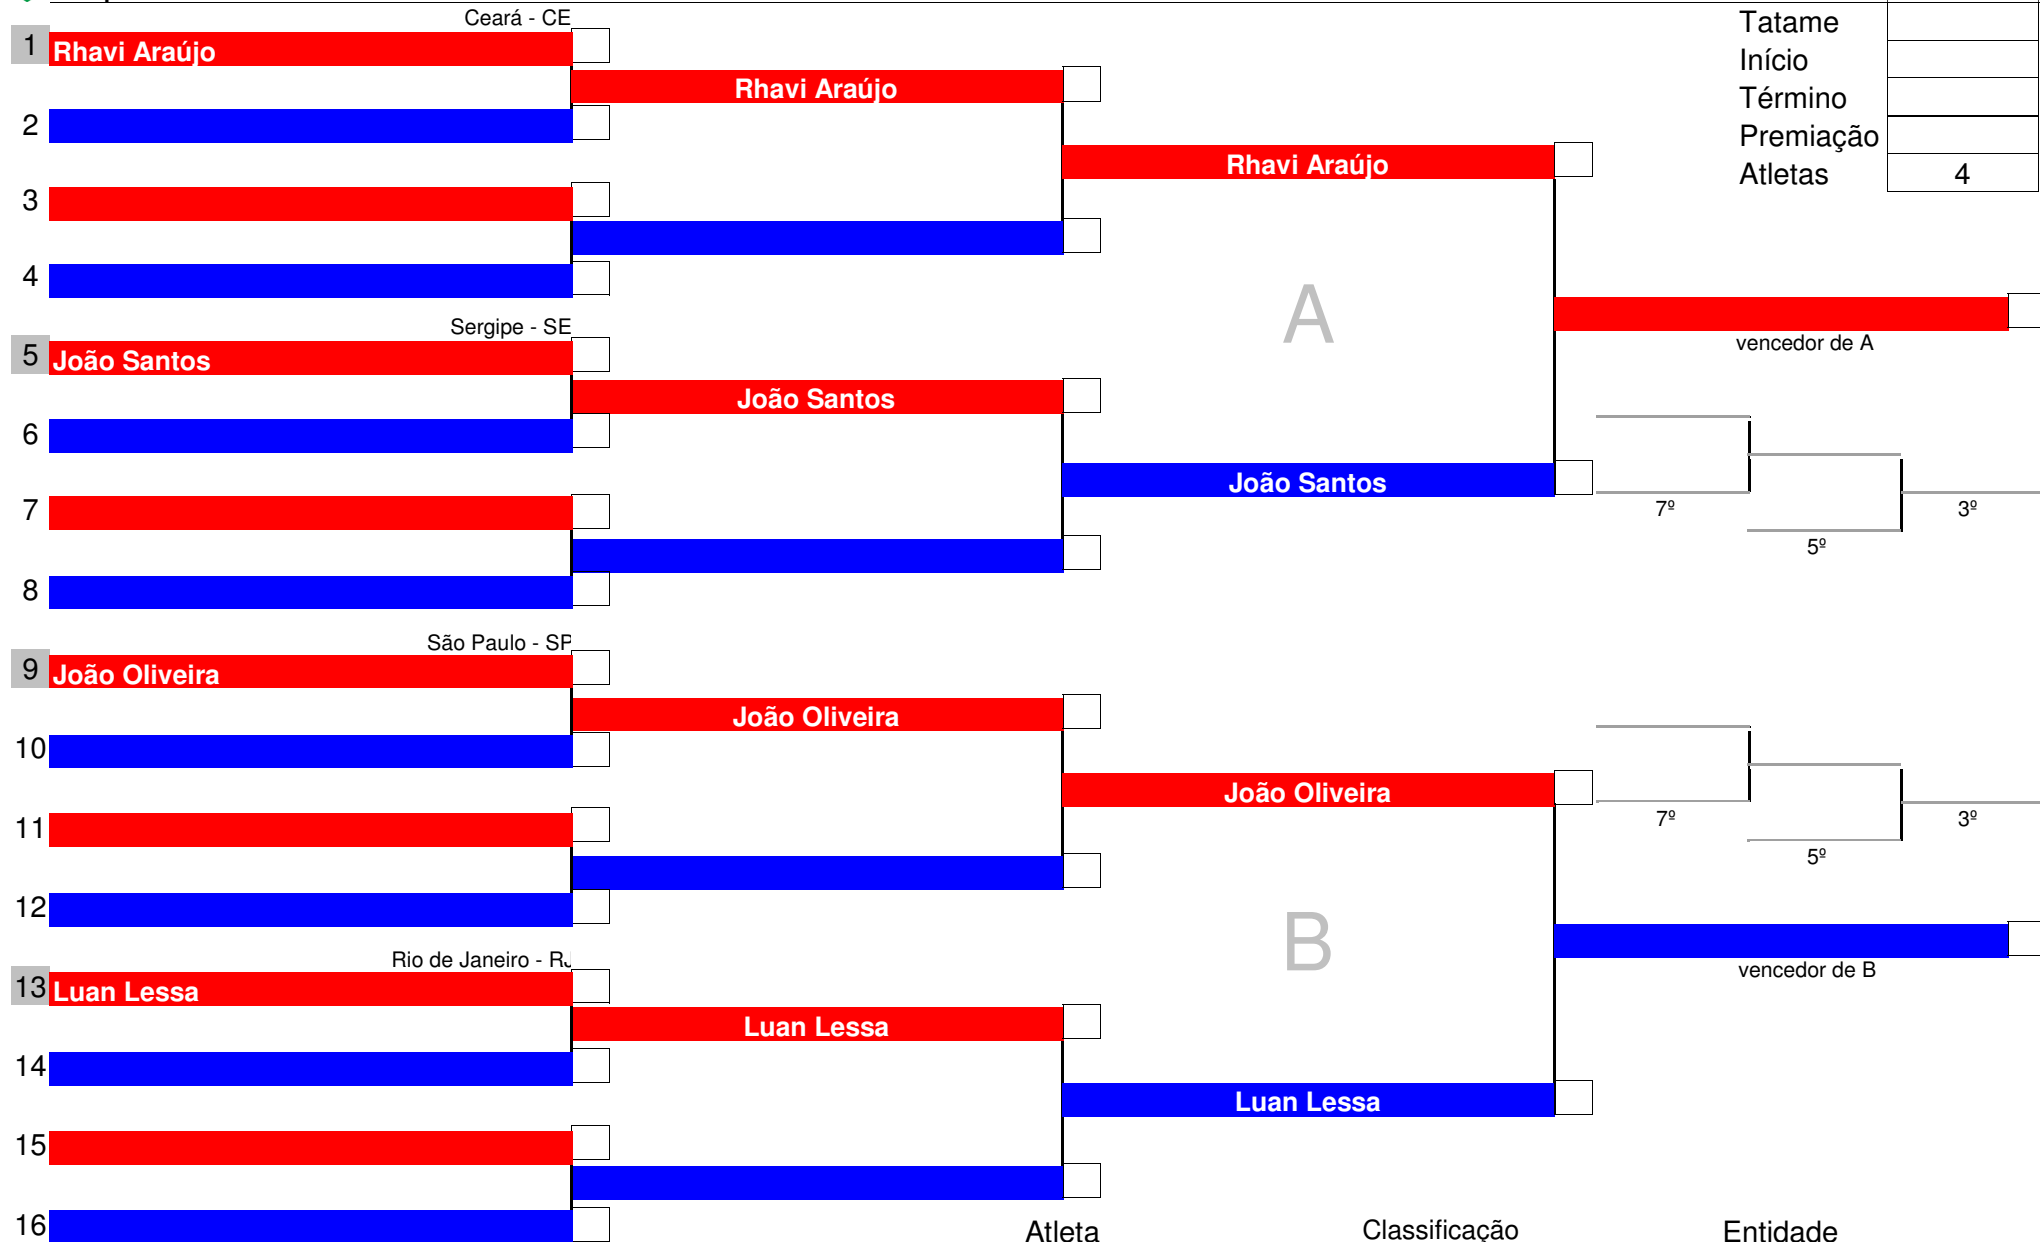 Ceará - CE
Tatame
1 Rhavi Araújo
Rhavi Araújo
Início
Término
2
Premiação
Rhavi Araújo
Atletas 4
3
4
A
Sergipe - SE
vencedor de A
5 João Santos
João Santos
6
João Santos
7
7º 3º
5º
8
São Paulo - SP
9 João Oliveira
João Oliveira
10
João Oliveira
11
7º 3º
5º
12
B
Rio de Janeiro - RJ
vencedor de B
13 Luan Lessa
Luan Lessa
14
Luan Lessa
15
16
Atleta Classificação Entidade